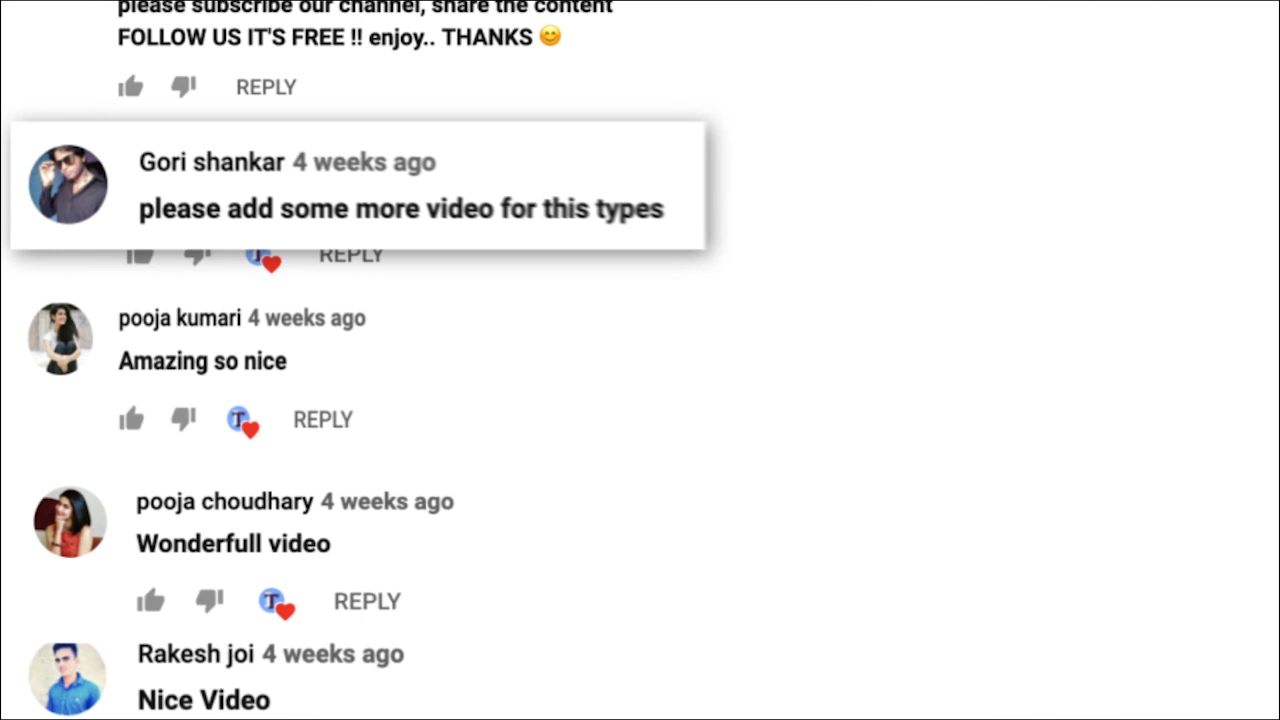 please subscribe our channel, share the content
FOLLOW US IT'S FREE !! enjoy.. THANKS 😊
REPLY
Gori shankar 4 weeks ago
please add some more video for this types
T REPLY
pooja kumari 4 weeks ago
Amazing so nice
T REPLY
pooja choudhary 4 weeks ago
Wonderfull video
T REPLY
Rakesh joi 4 weeks ago
Nice Video